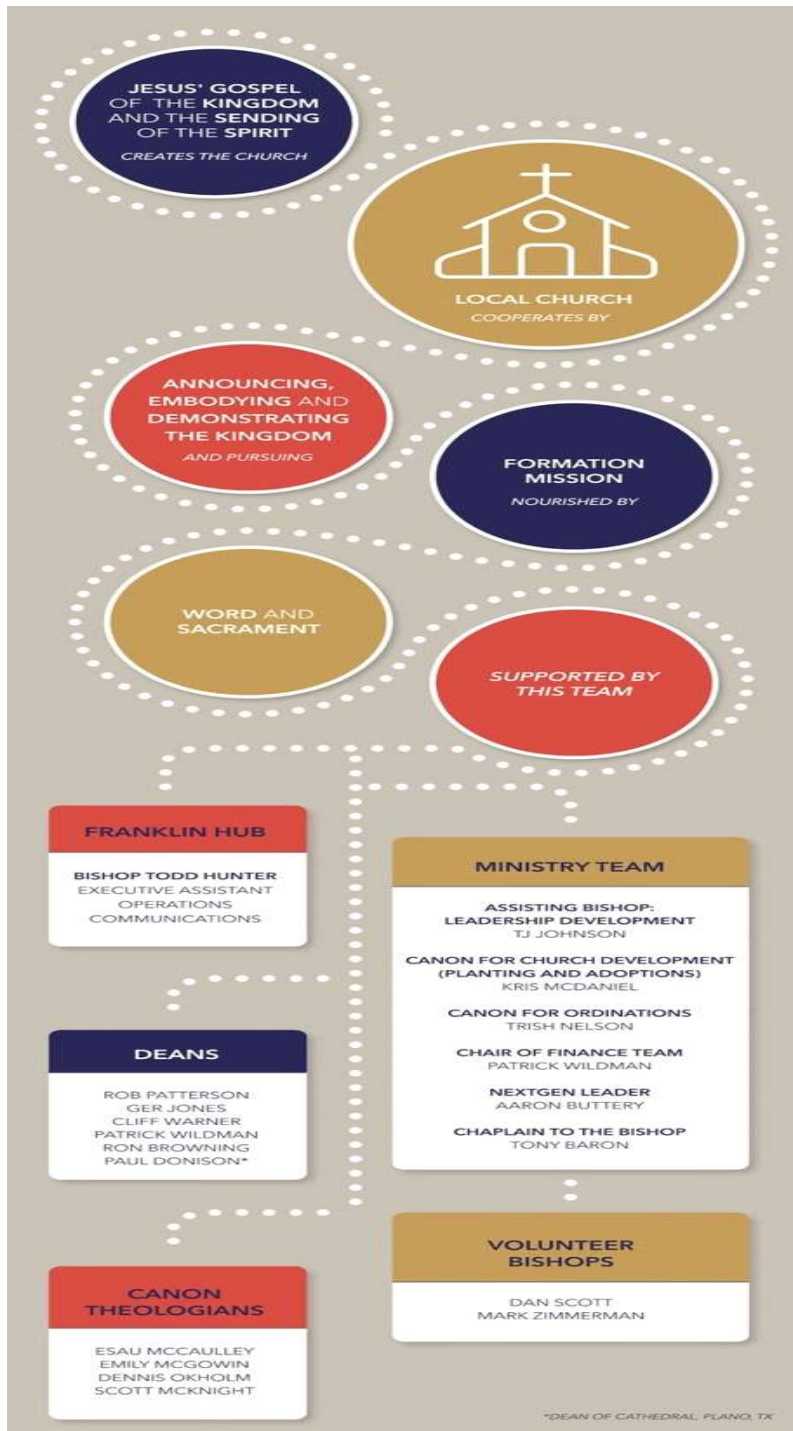 JESUS' GOSPEL
OF THE KINGDOM
AND THE SENDING
OF THE SPIRIT
CREATES THE CHURCH
LOCAL CHURCH
COOPERATES BY
ANNOUNCING,
EMBODYING AND
DEMONSTRATING
THE KINGDOM
AND PURSUING
FORMATION
MISSION
NOURISHED BY
WORD AND
SACRAMENT
SUPPORTED BY
THIS TEAM
FRANKLIN HUB
BISHOP TODD HUNTER
EXECUTIVE ASSISTANT
OPERATIONS
COMMUNICATIONS
MINISTRY TEAM
ASSISTING BISHOP:
LEADERSHIP DEVELOPMENT
TJ JOHNSON
CANON FOR CHURCH DEVELOPMENT
(PLANTING AND ADOPTIONS)
KRIS MCDANIEL
CANON FOR ORDINATIONS
TRISH NELSON
CHAIR OF FINANCE TEAM
PATRICK WILDMAN
NEXTGEN LEADER
AARON BUTTERY
CHAPLAIN TO THE BISHOP
TONY BARON
DEANS
ROB PATTERSON
GER JONES
CLIFF WARNER
PATRICK WILDMAN
RON BROWNING
PAUL DONISON*
VOLUNTEER
BISHOPS
DAN SCOTT
MARK ZIMMERMAN
CANON
THEOLOGIANS
ESAU MCCAULLEY
EMILY MCGOWIN
DENNIS OKHOLM
SCOTT MCKNIGHT
*DEAN OF CATHEDRAL, PLANO, TX